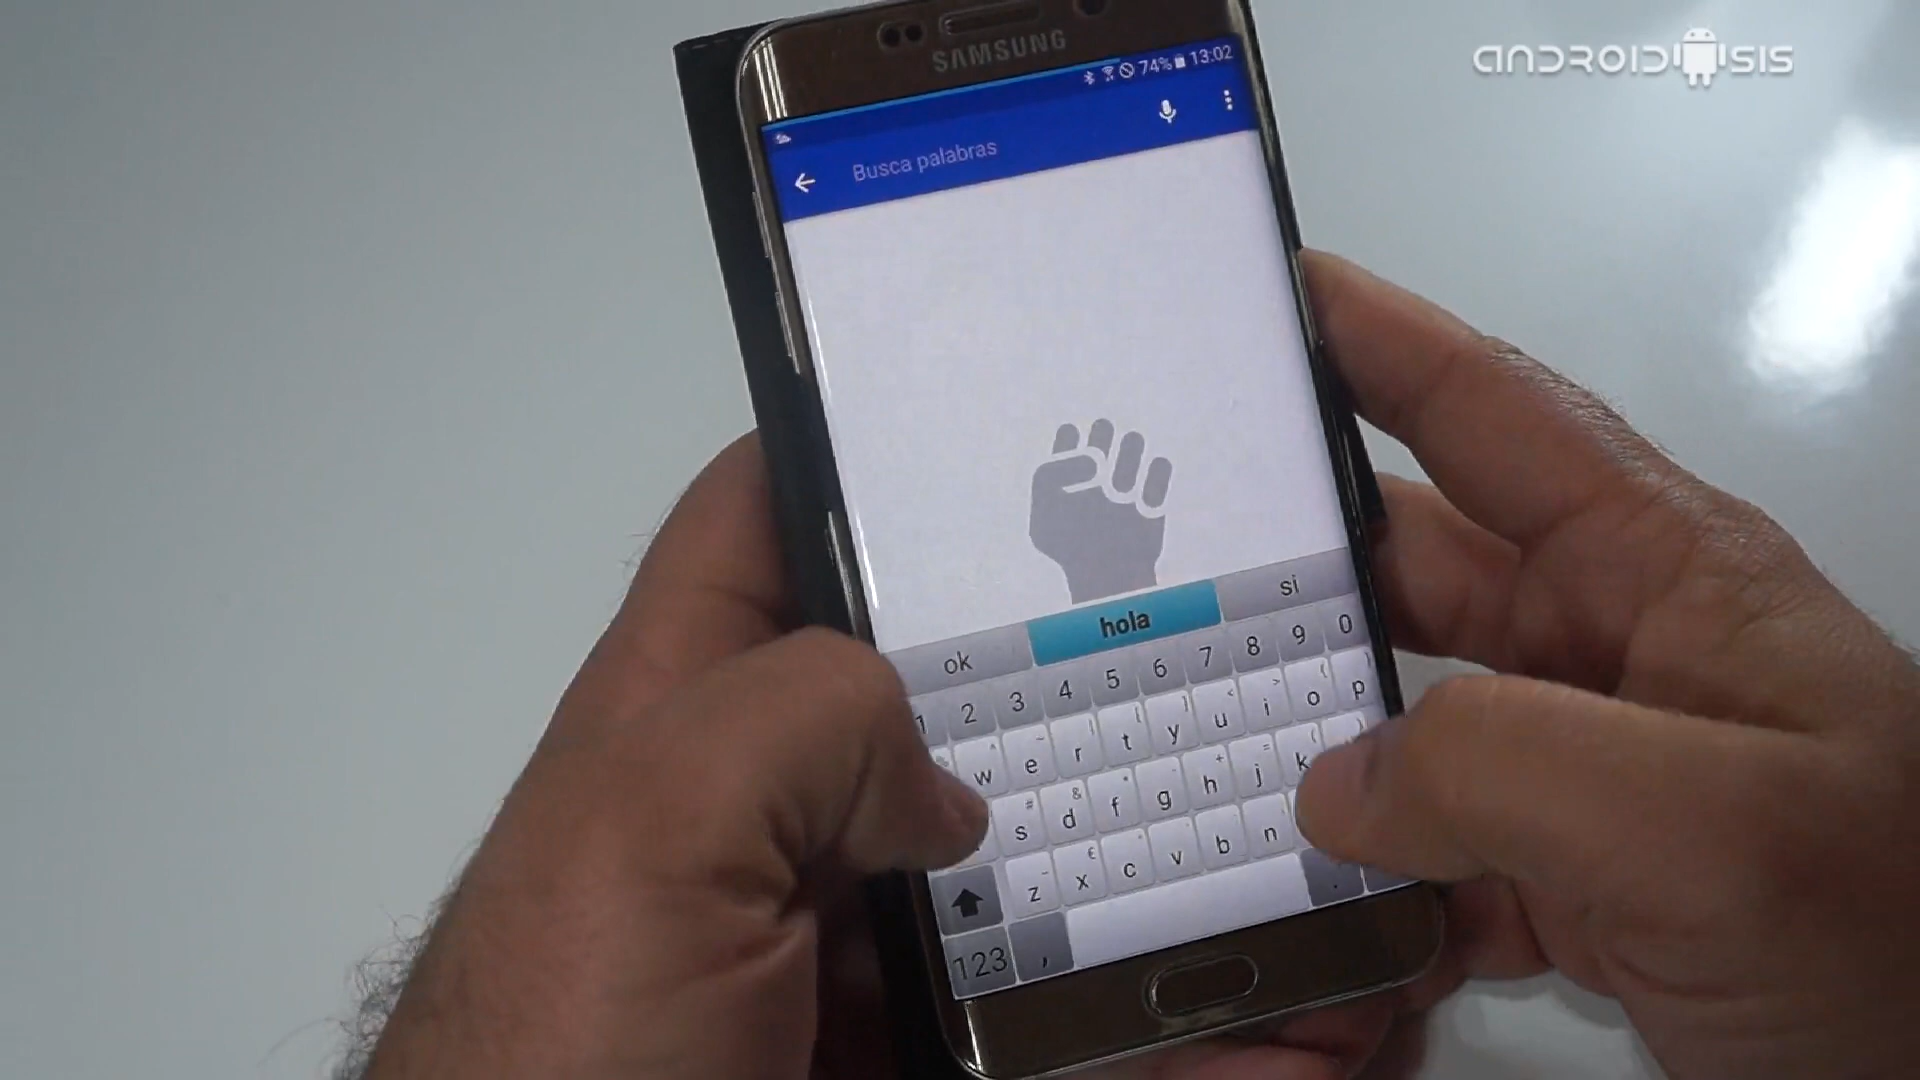 ANDROIDSIS
SAMSUNG
74% 13:02
Busca palabras
ok hola si
1 2 3 4 5 6 7 8 9 0
w e r t y u i o p
s d f g h j k
z x c v b n .
123 ,